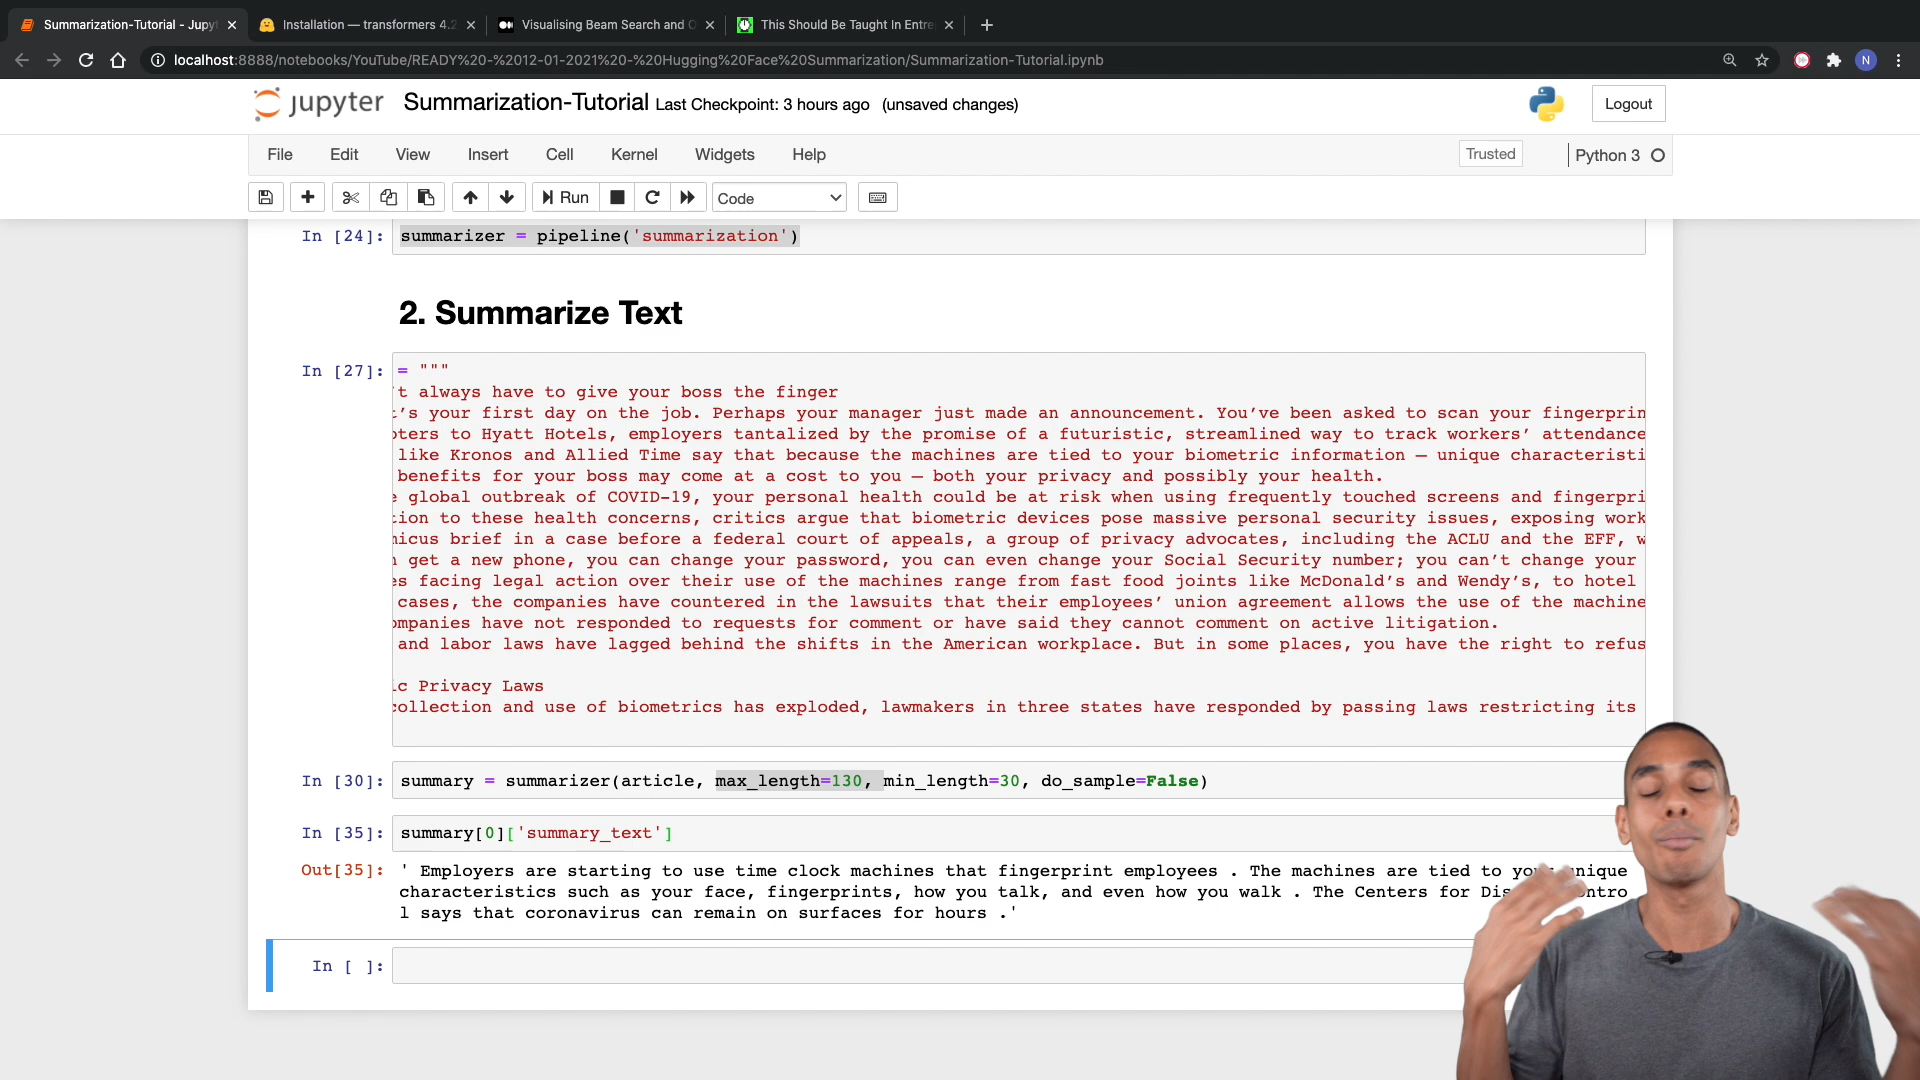 Summarization-Tutorial - Jupyt
Installation — transformers 4.2
Visualising Beam Search and O
This Should Be Taught In Entre
localhost:8888/notebooks/YouTube/READY%20-%2012-01-2021%20-%20Hugging%20Face%20Summarization/Summarization-Tutorial.ipynb
N
jupyter Summarization-Tutorial Last Checkpoint: 3 hours ago (unsaved changes)
Logout
File Edit View Insert Cell Kernel Widgets Help
Trusted
Python 3
Run
Code
In [24]: summarizer = pipeline('summarization')
2. Summarize Text
In [27]: = """
't always have to give your boss the finger
t’s your first day on the job. Perhaps your manager just made an announcement. You’ve been asked to scan your fingerprin
oters to Hyatt Hotels, employers tantalized by the promise of a futuristic, streamlined way to track workers’ attendance
like Kronos and Allied Time say that because the machines are tied to your biometric information — unique characteristi
benefits for your boss may come at a cost to you — both your privacy and possibly your health.
e global outbreak of COVID-19, your personal health could be at risk when using frequently touched screens and fingerpri
tion to these health concerns, critics argue that biometric devices pose massive personal security issues, exposing work
micus brief in a case before a federal court of appeals, a group of privacy advocates, including the ACLU and the EFF, w
n get a new phone, you can change your password, you can even change your Social Security number; you can’t change your
es facing legal action over their use of the machines range from fast food joints like McDonald’s and Wendy’s, to hotel
cases, the companies have countered in the lawsuits that their employees’ union agreement allows the use of the machine
ompanies have not responded to requests for comment or have said they cannot comment on active litigation.
and labor laws have lagged behind the shifts in the American workplace. But in some places, you have the right to refus
ic Privacy Laws
collection and use of biometrics has exploded, lawmakers in three states have responded by passing laws restricting its
In [30]: summary = summarizer(article, max_length=130, min_length=30, do_sample=False)
In [35]: summary[0]['summary_text']
Out[35]: ' Employers are starting to use time clock machines that fingerprint employees . The machines are tied to your unique
characteristics such as your face, fingerprints, how you talk, and even how you walk . The Centers for Disease Contro
l says that coronavirus can remain on surfaces for hours .'
In [ ]: